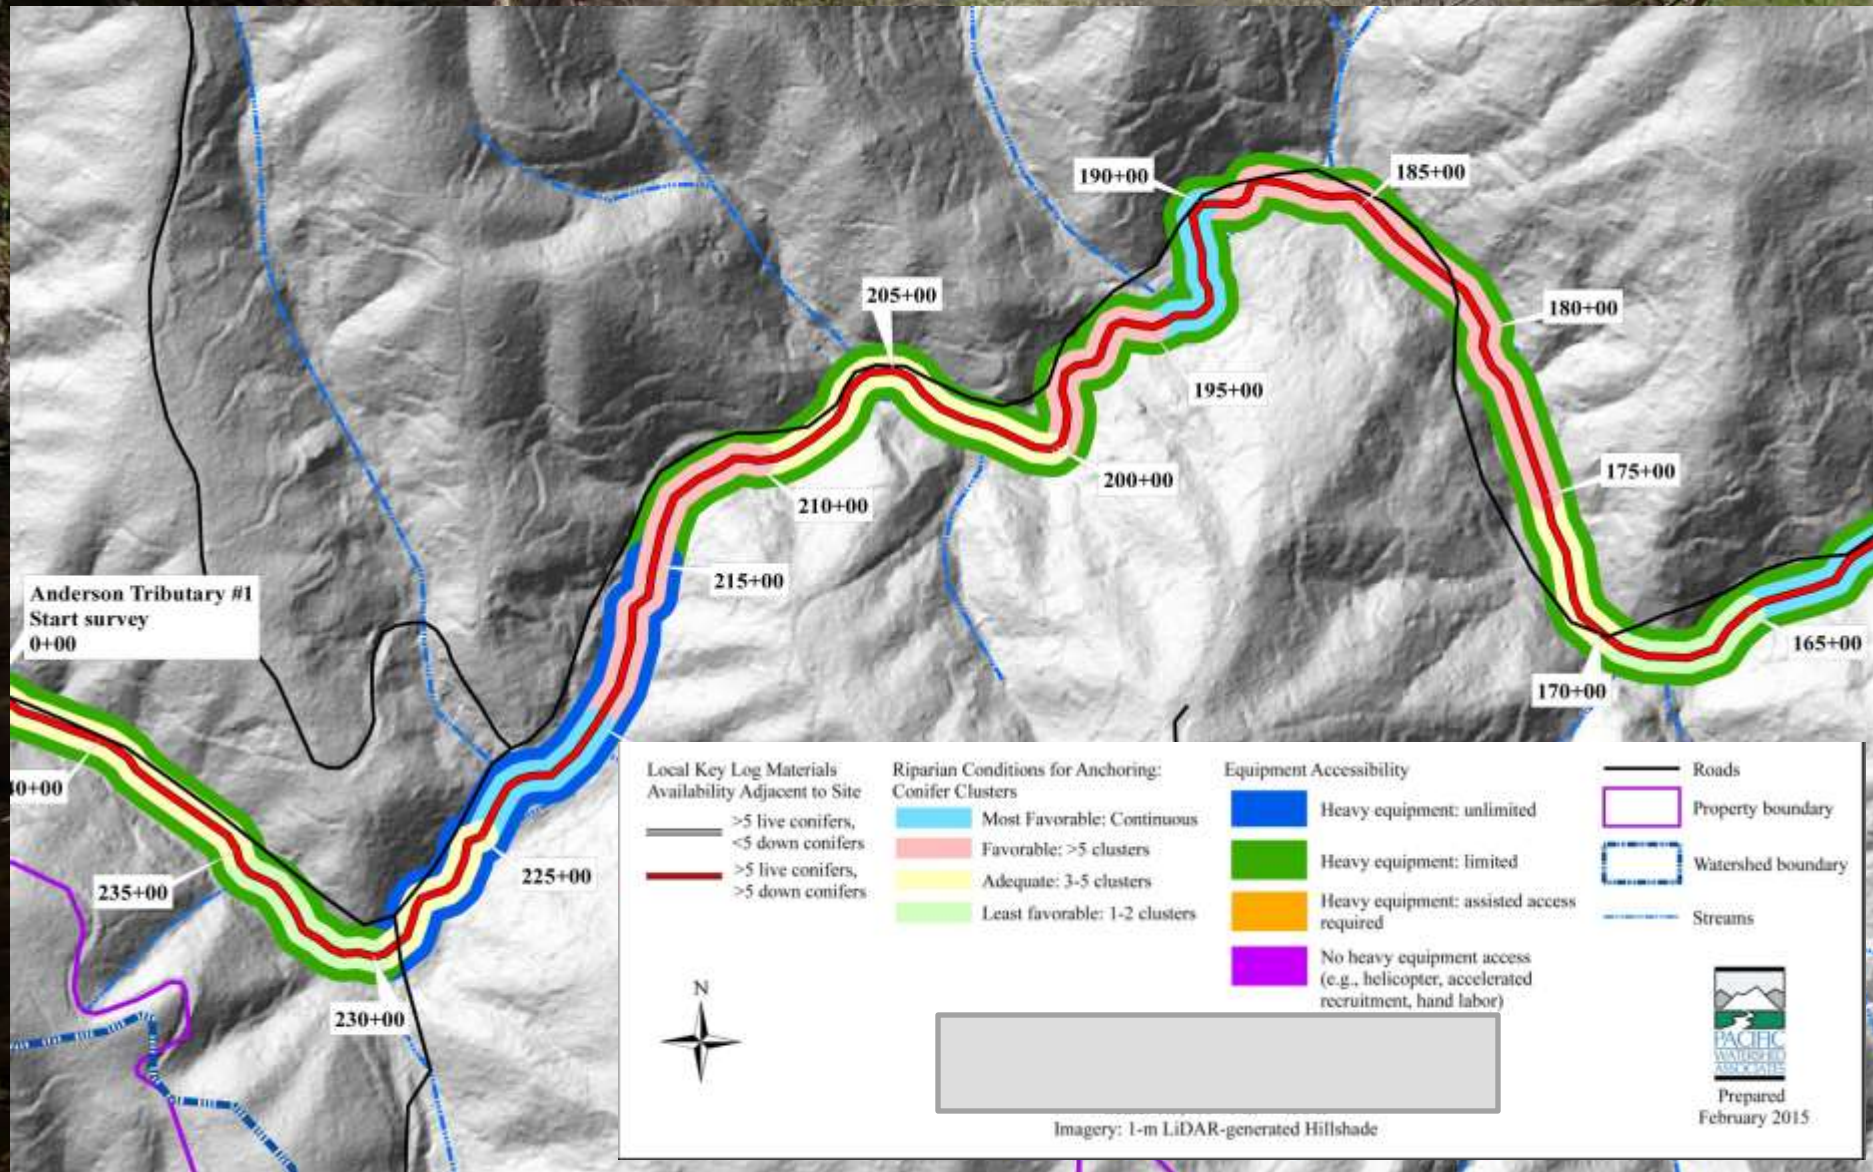 190+00
185+00
205+00
180+00
195+00
175+00
200+00
210+00
215+00
Anderson Tributary #1
Start survey
0+00
165+00
170+00
40+00
225+00
235+00
230+00
Local Key Log Materials
Availability Adjacent to Site
>5 live conifers,
<5 down conifers
>5 live conifers,
>5 down conifers
Riparian Conditions for Anchoring:
Conifer Clusters
Most Favorable: Continuous
Favorable: >5 clusters
Adequate: 3-5 clusters
Least favorable: 1-2 clusters
Equipment Accessibility
Heavy equipment: unlimited
Heavy equipment: limited
Heavy equipment: assisted access
required
No heavy equipment access
(e.g., helicopter, accelerated
recruitment, hand labor)
Roads
Property boundary
Watershed boundary
Streams
N
PACIFIC
WATERSHED
ASSOCIATES
Prepared
February 2015
Imagery: 1-m LiDAR-generated Hillshade